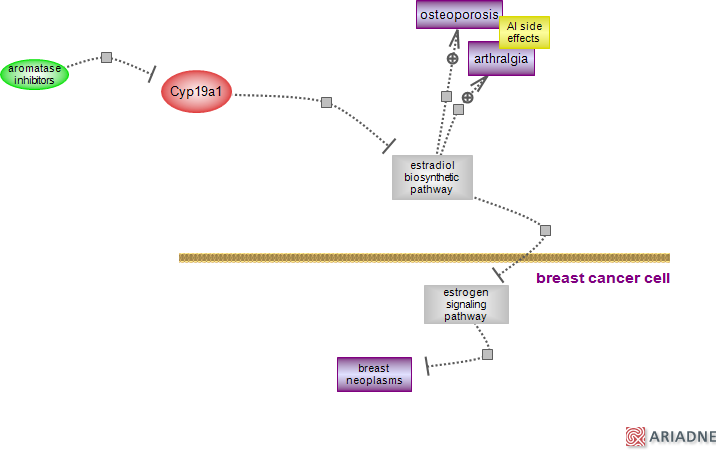 osteoporosis
AI side
effects
arthralgia
aromatase
inhibitors
Cyp19a1
estradiol
biosynthetic
pathway
breast cancer cell
estrogen
signaling
pathway
breast
neoplasms
ARIADNE